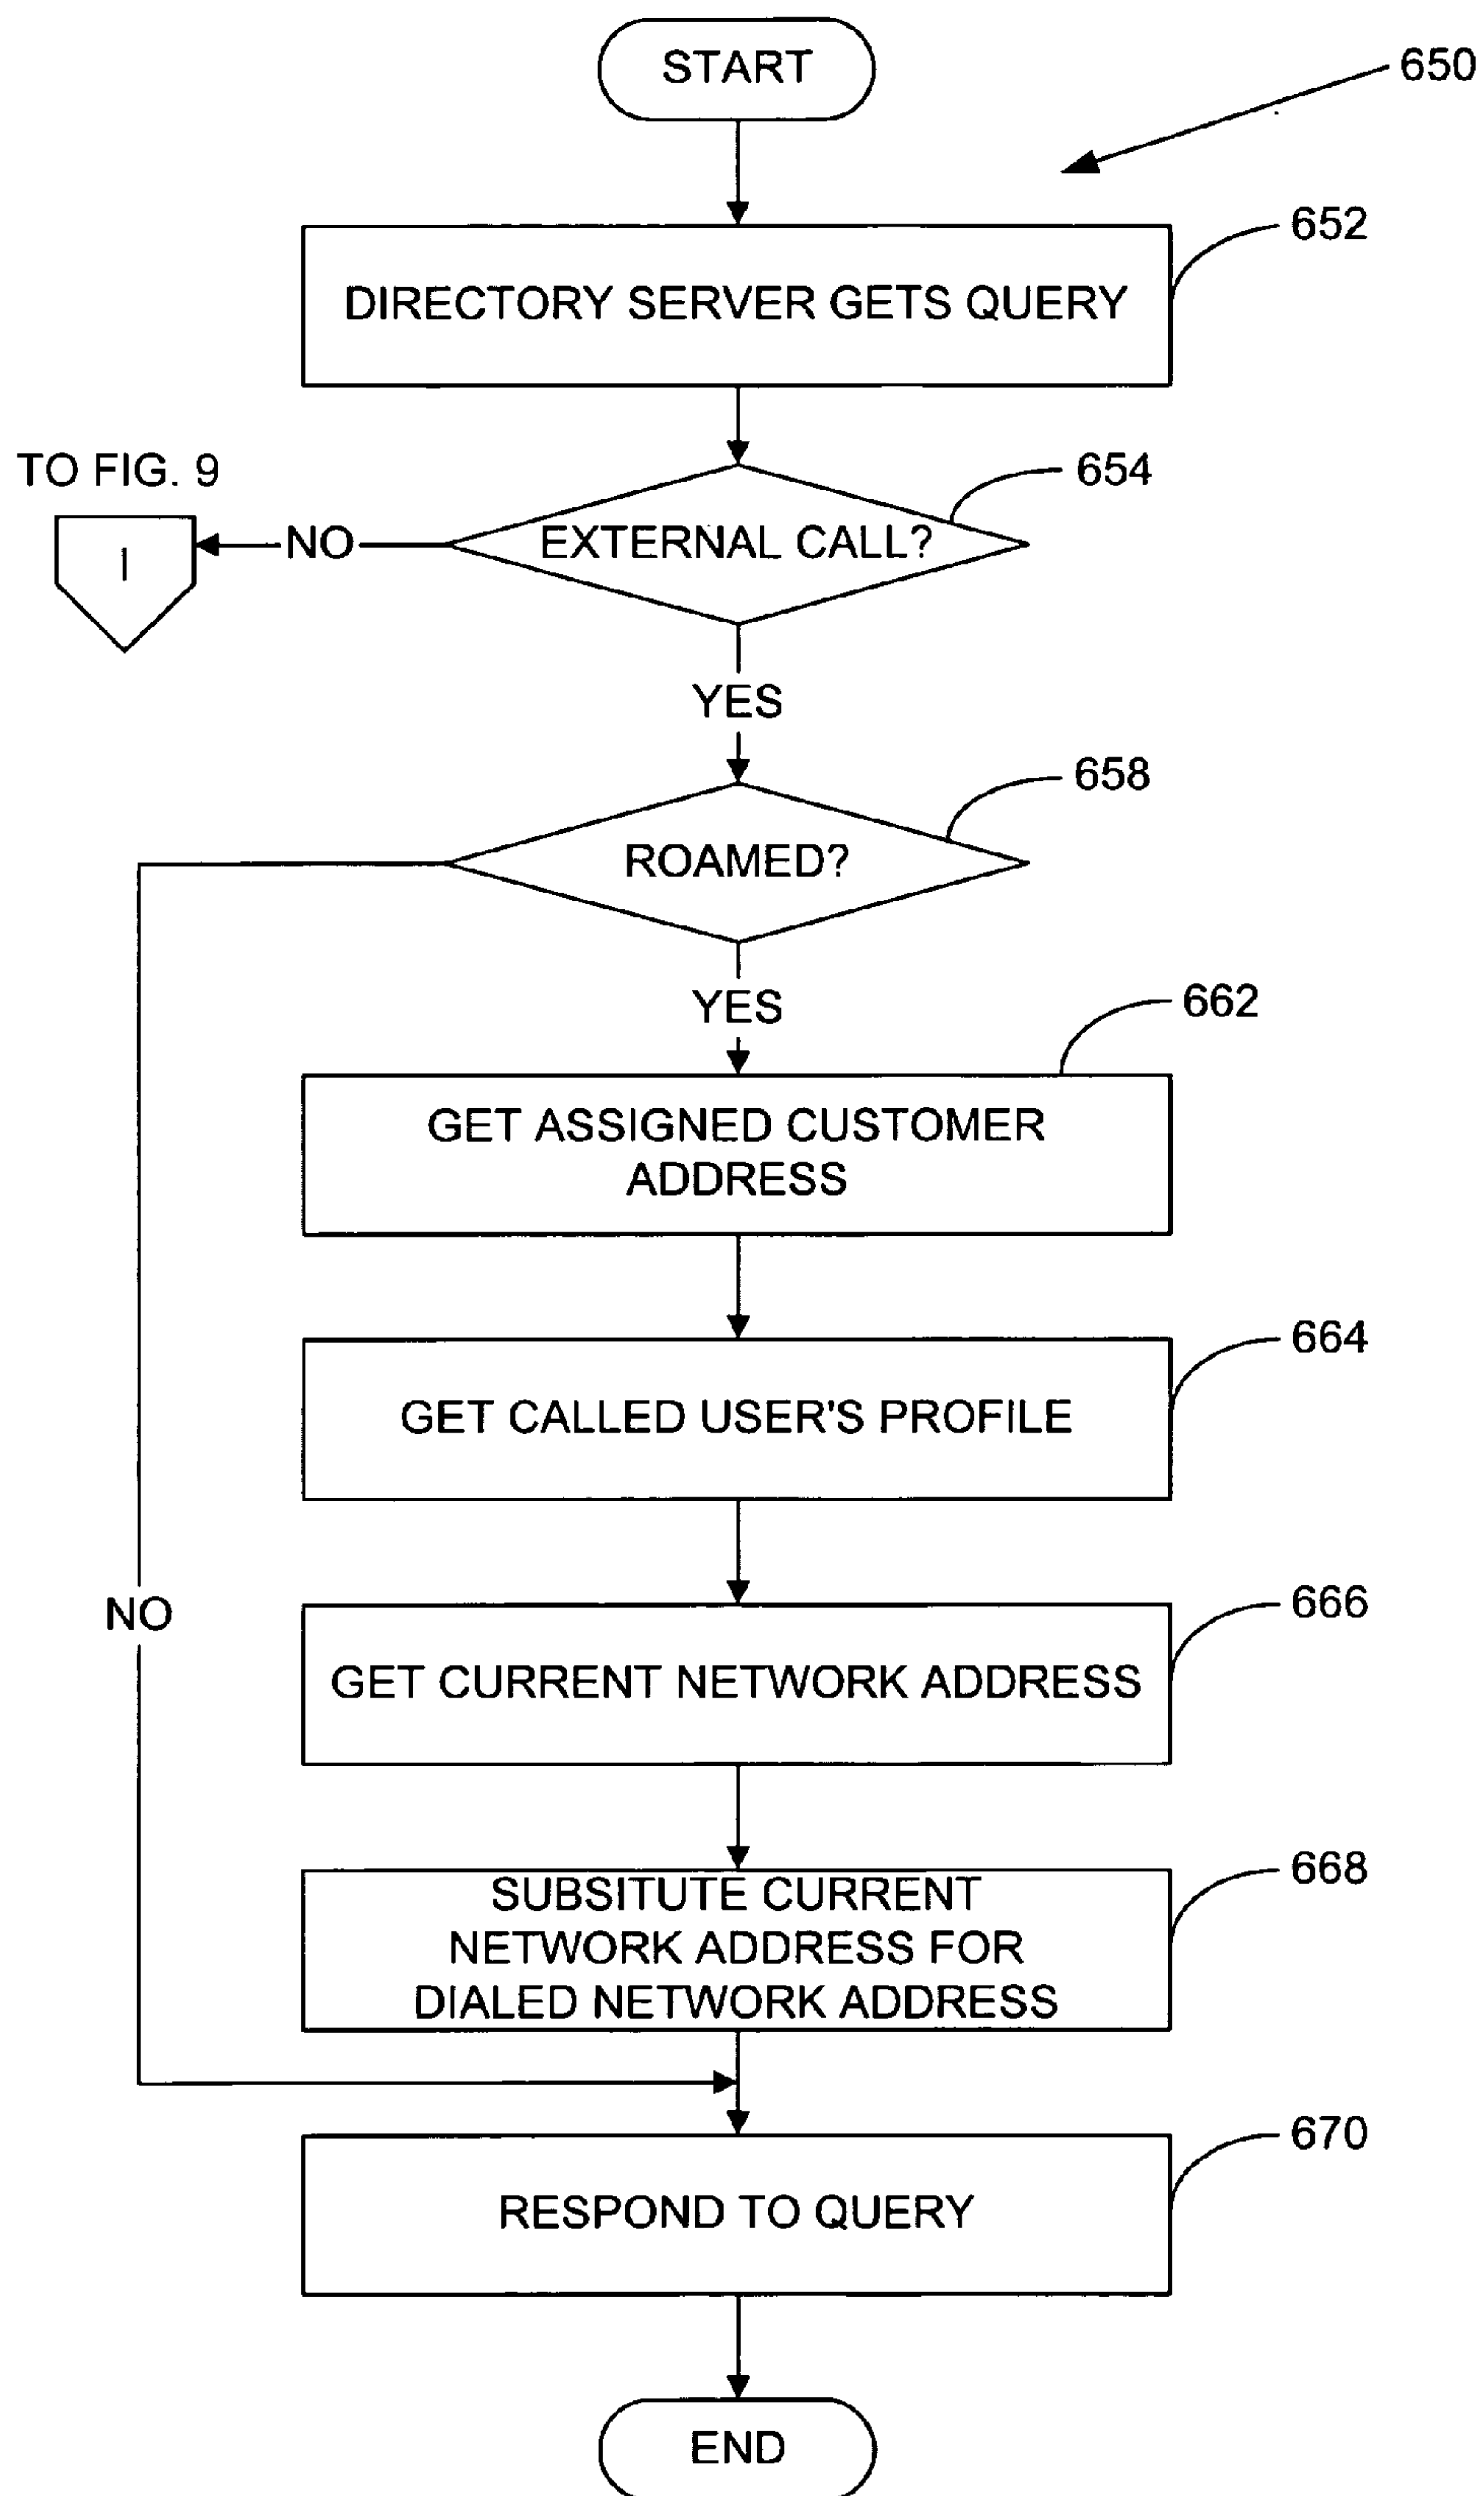 START
650
652
DIRECTORY SERVER GETS QUERY
TO FIG. 9
654
EXTERNAL CALL?
NO
I
YES
658
ROAMED?
YES
662
GET ASSIGNED CUSTOMER
ADDRESS
664
GET CALLED USER'S PROFILE
NO
666
GET CURRENT NETWORK ADDRESS
668
SUBSITUTE CURRENT
NETWORK ADDRESS FOR
DIALED NETWORK ADDRESS
670
RESPOND TO QUERY
END